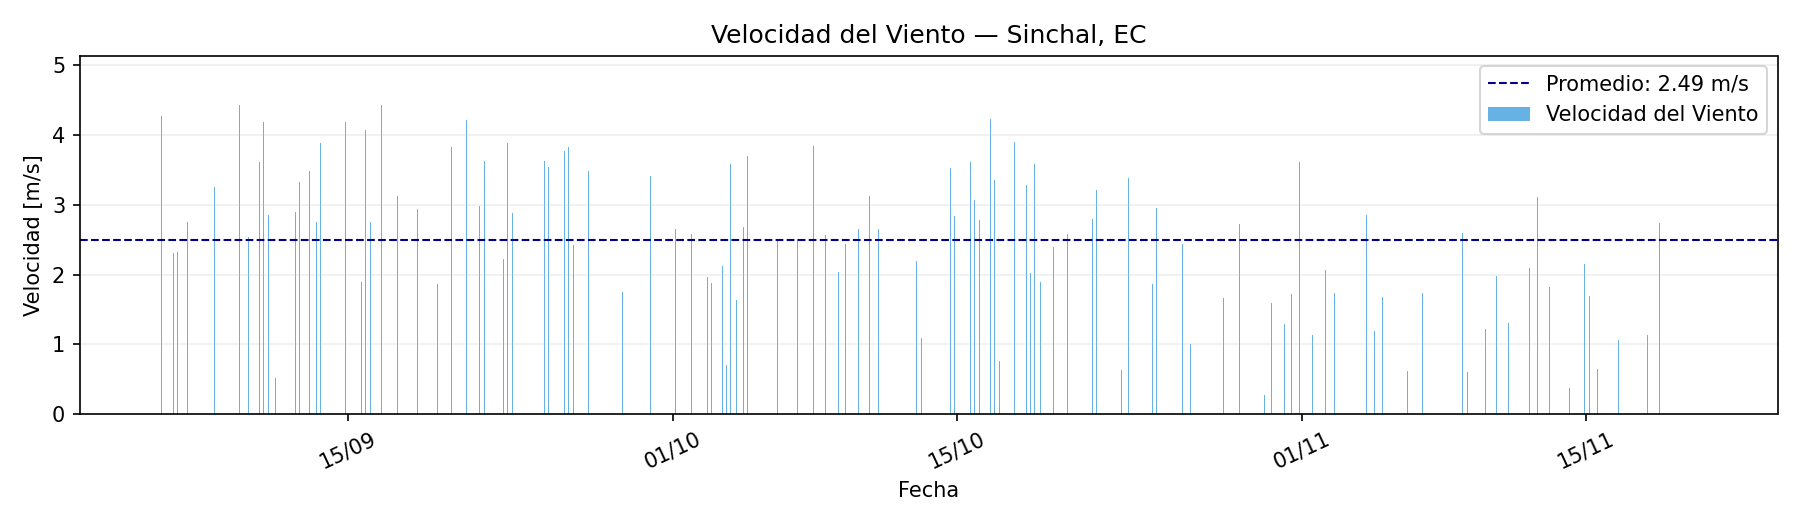 Velocidad del Viento — Sinchal, EC
Promedio: 2.49 m/s
Velocidad del Viento
Velocidad [m/s]
5
4
3
2
1
0
15/09
01/10
15/10
01/11
15/11
Fecha